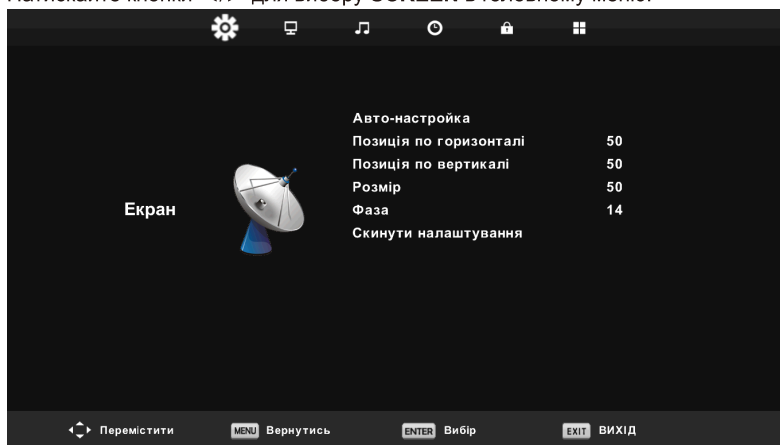 Авто-настройка
Позиція по горизонталі 50
Позиція по вертикалі 50
Розмір 50
Екран
Фаза 14
Скинути налаштування
Перемістити MENU Вернутись ENTER Вибір EXIT ВИХІД